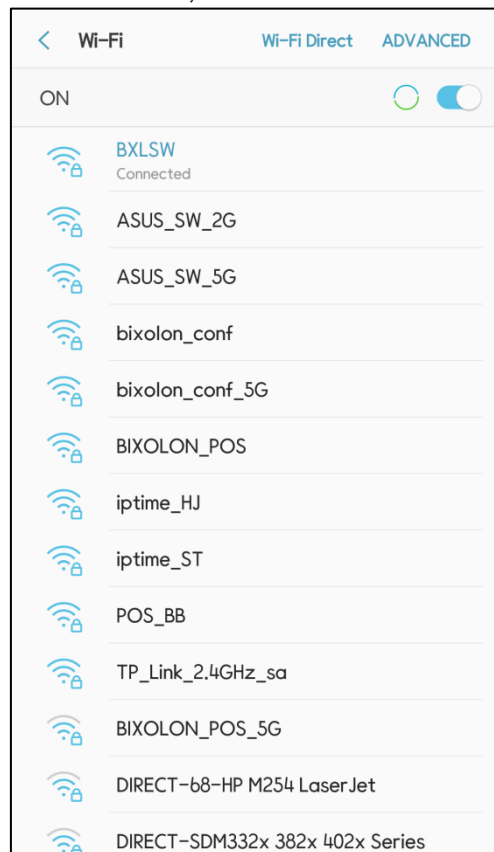 Wi-Fi Wi-Fi Direct ADVANCED
ON
BXLSW
Connected
ASUS_SW_2G
ASUS_SW_5G
bixolon_conf
bixolon_conf_5G
BIXOLON_POS
iptime_HJ
iptime_ST
POS_BB
TP_Link_2.4GHz_sa
BIXOLON_POS_5G
DIRECT-68-HP M254 LaserJet
DIRECT-SDM332x 382x 402x Series